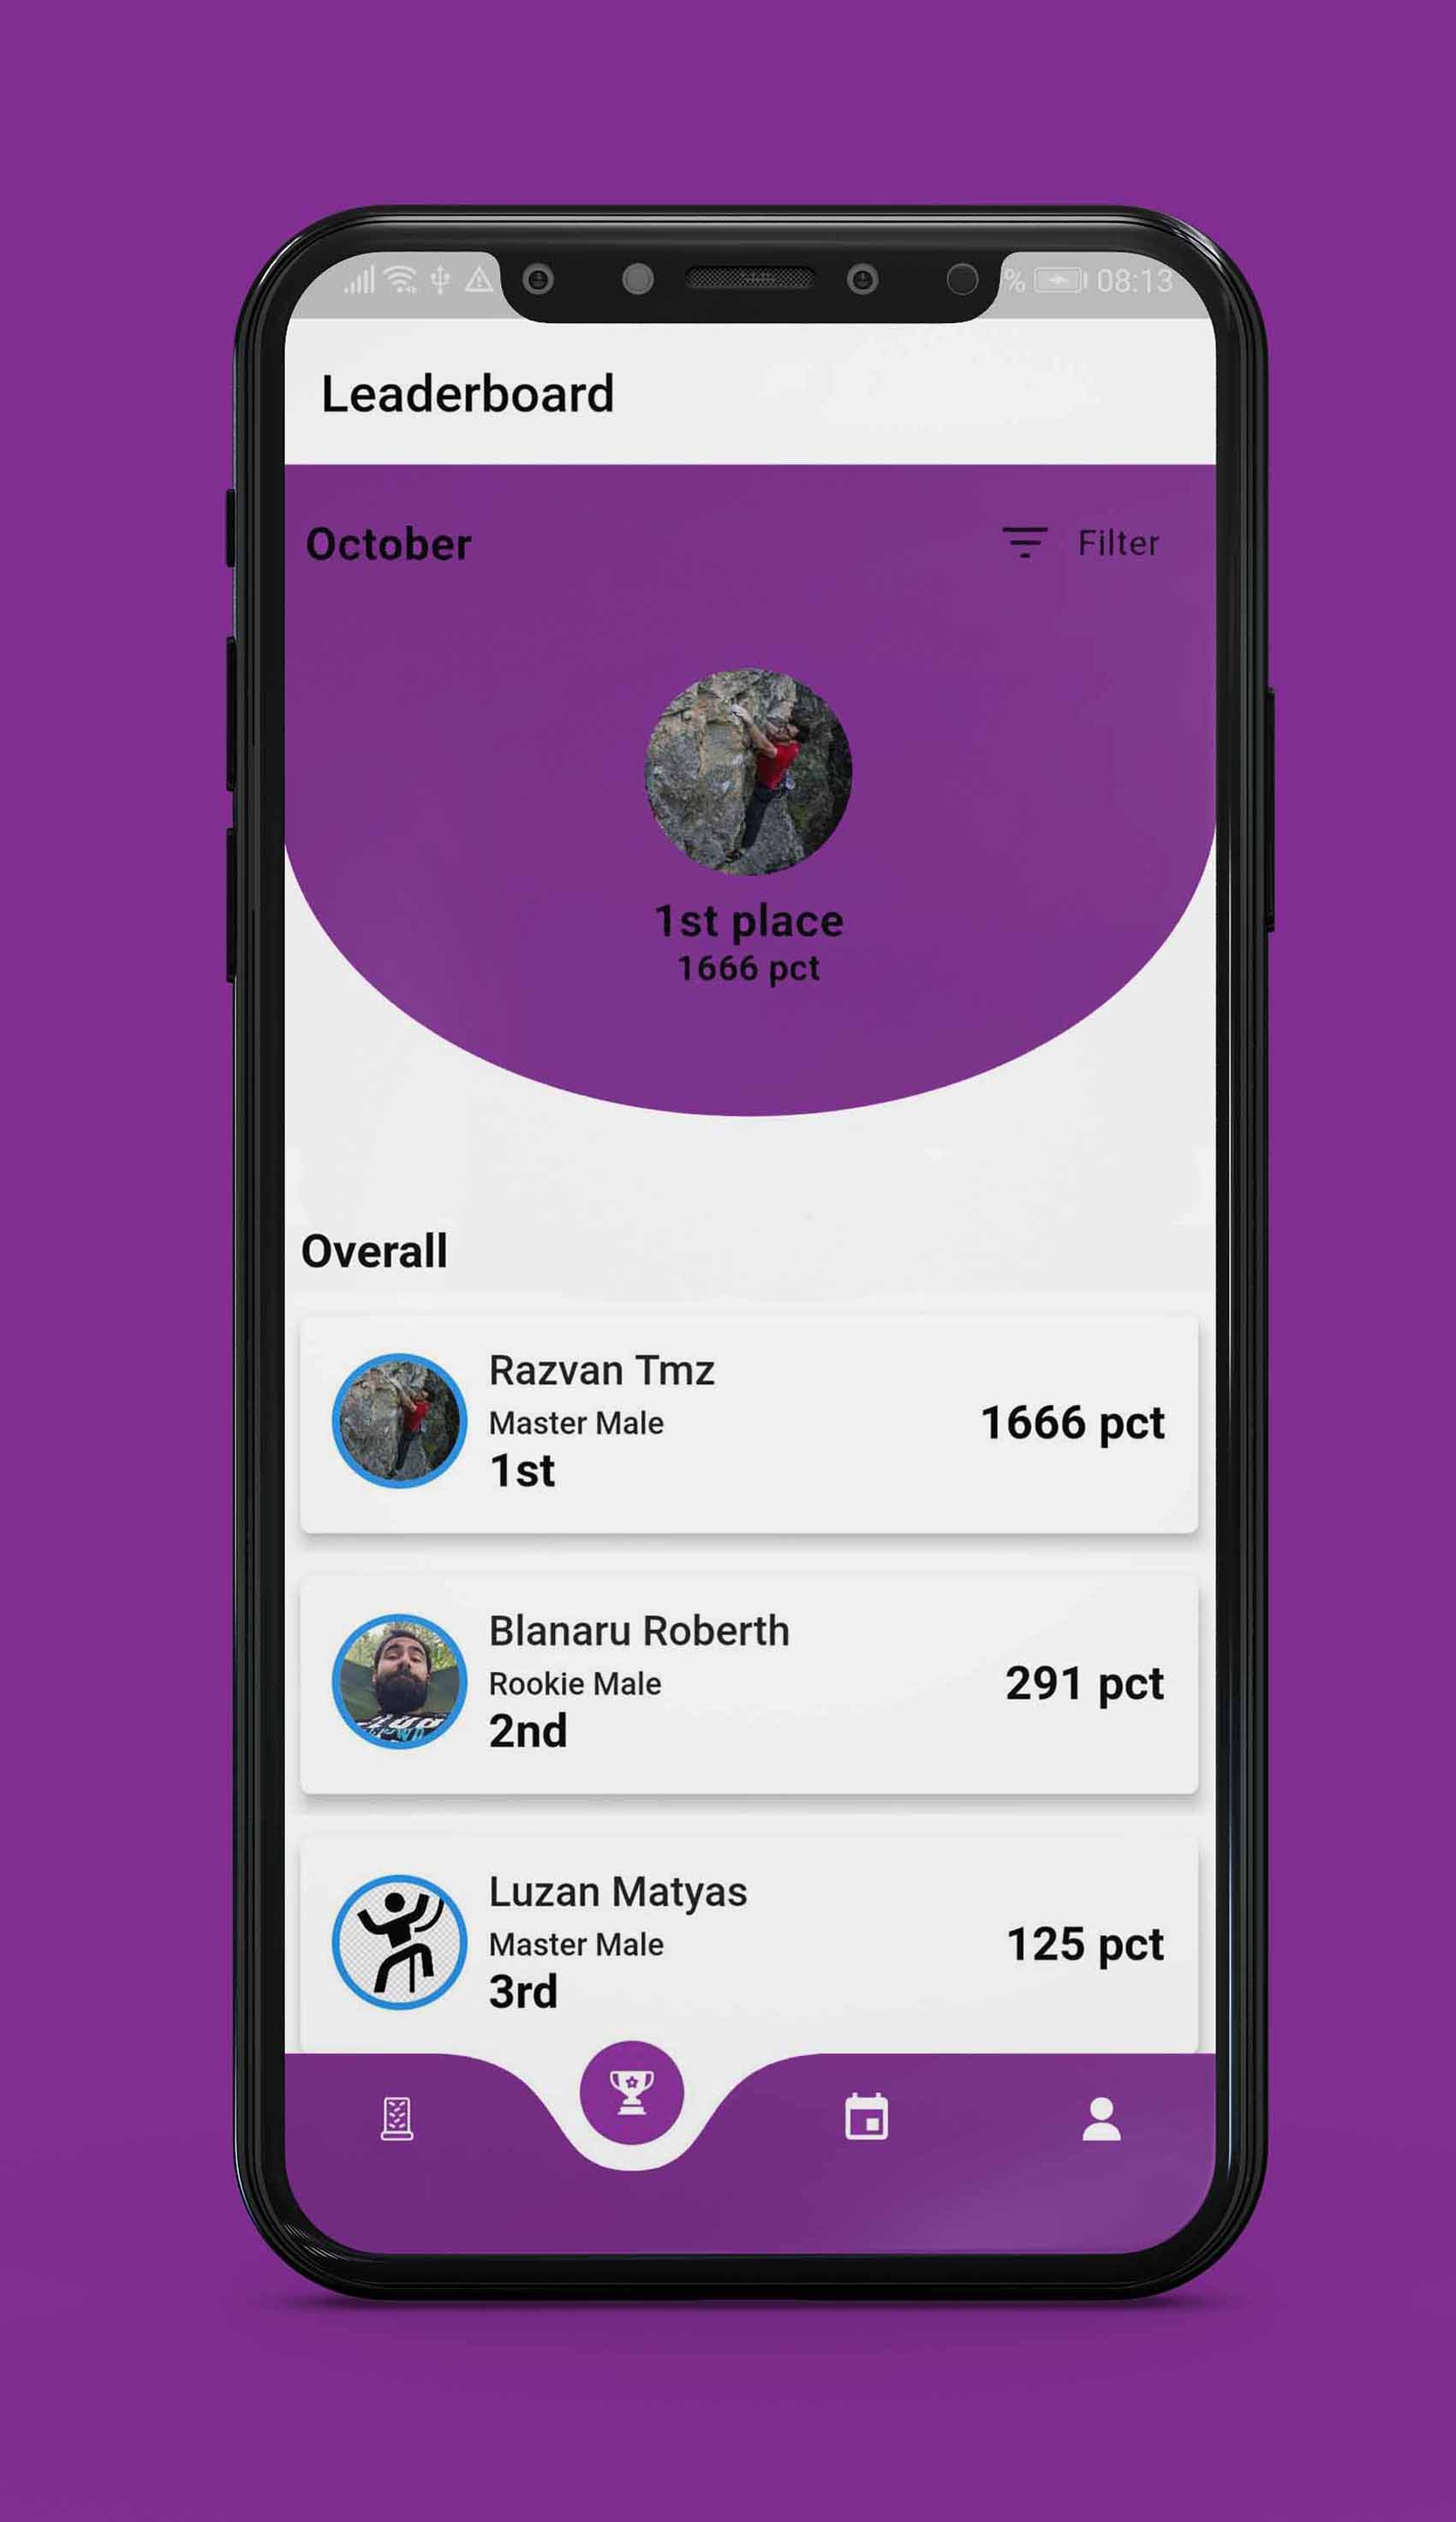 % 08:13
Leaderboard
October
Filter
1st place
1666 pct
Overall
Razvan Tmz
Master Male
1666 pct
1st
Blanaru Roberth
Rookie Male
291 pct
2nd
Luzan Matyas
Master Male
125 pct
3rd